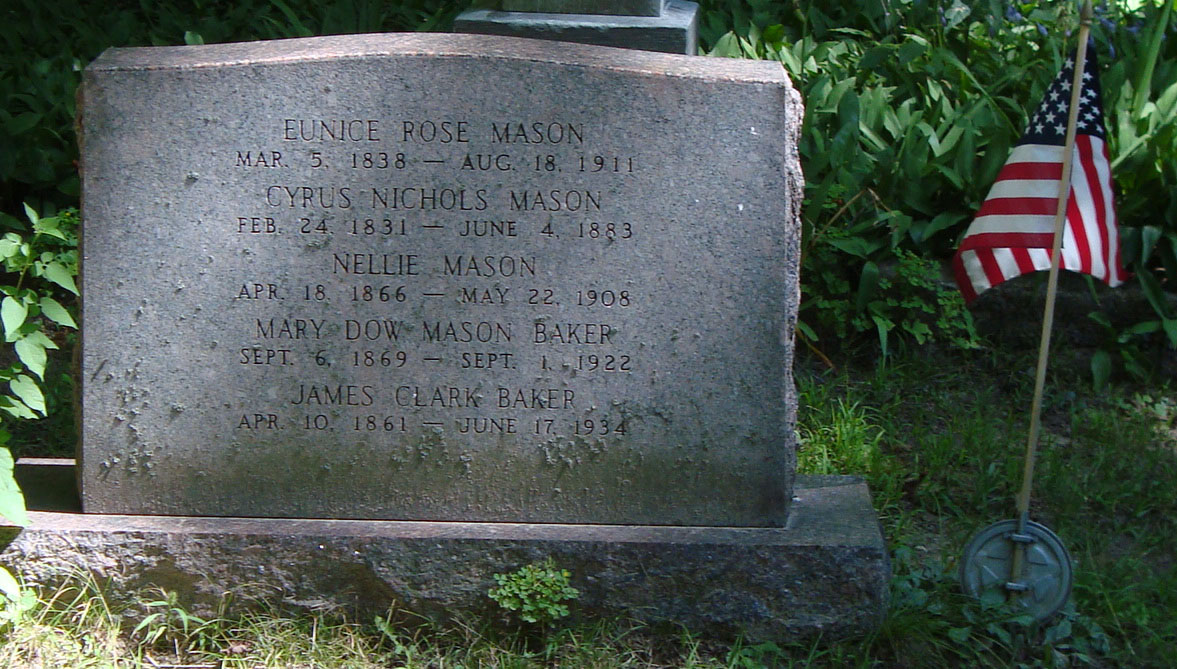 EUNICE ROSE MASON
MAR. 5, 1838 — AUG. 18, 1911
CYRUS NICHOLS MASON
FEB. 24, 1831 — JUNE 4, 1883
NELLIE MASON
APR. 18, 1866 — MAY 22, 1908
MARY DOW MASON BAKER
SEPT. 6, 1869 — SEPT. 1, 1922
JAMES CLARK BAKER
APR. 10, 1861 — JUNE 17, 1934